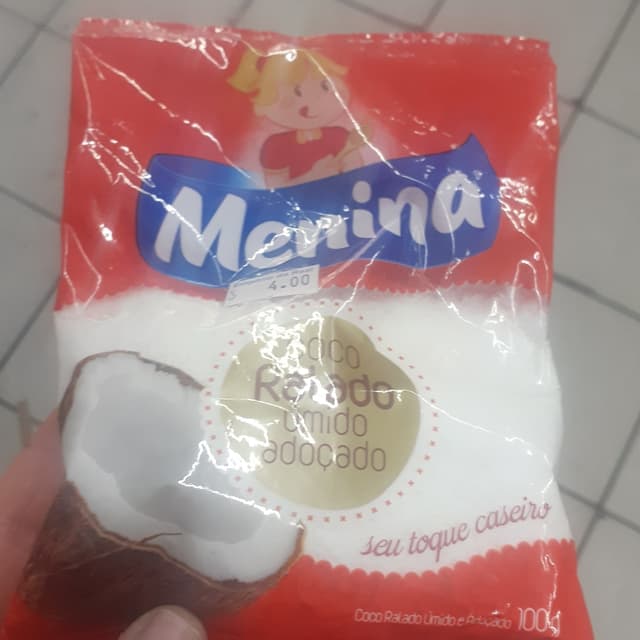 Menina
4.00
Coco
Ralado
úmido
adoçado
seu toque caseiro
Coco Ralado Úmido e Adoçado 100g